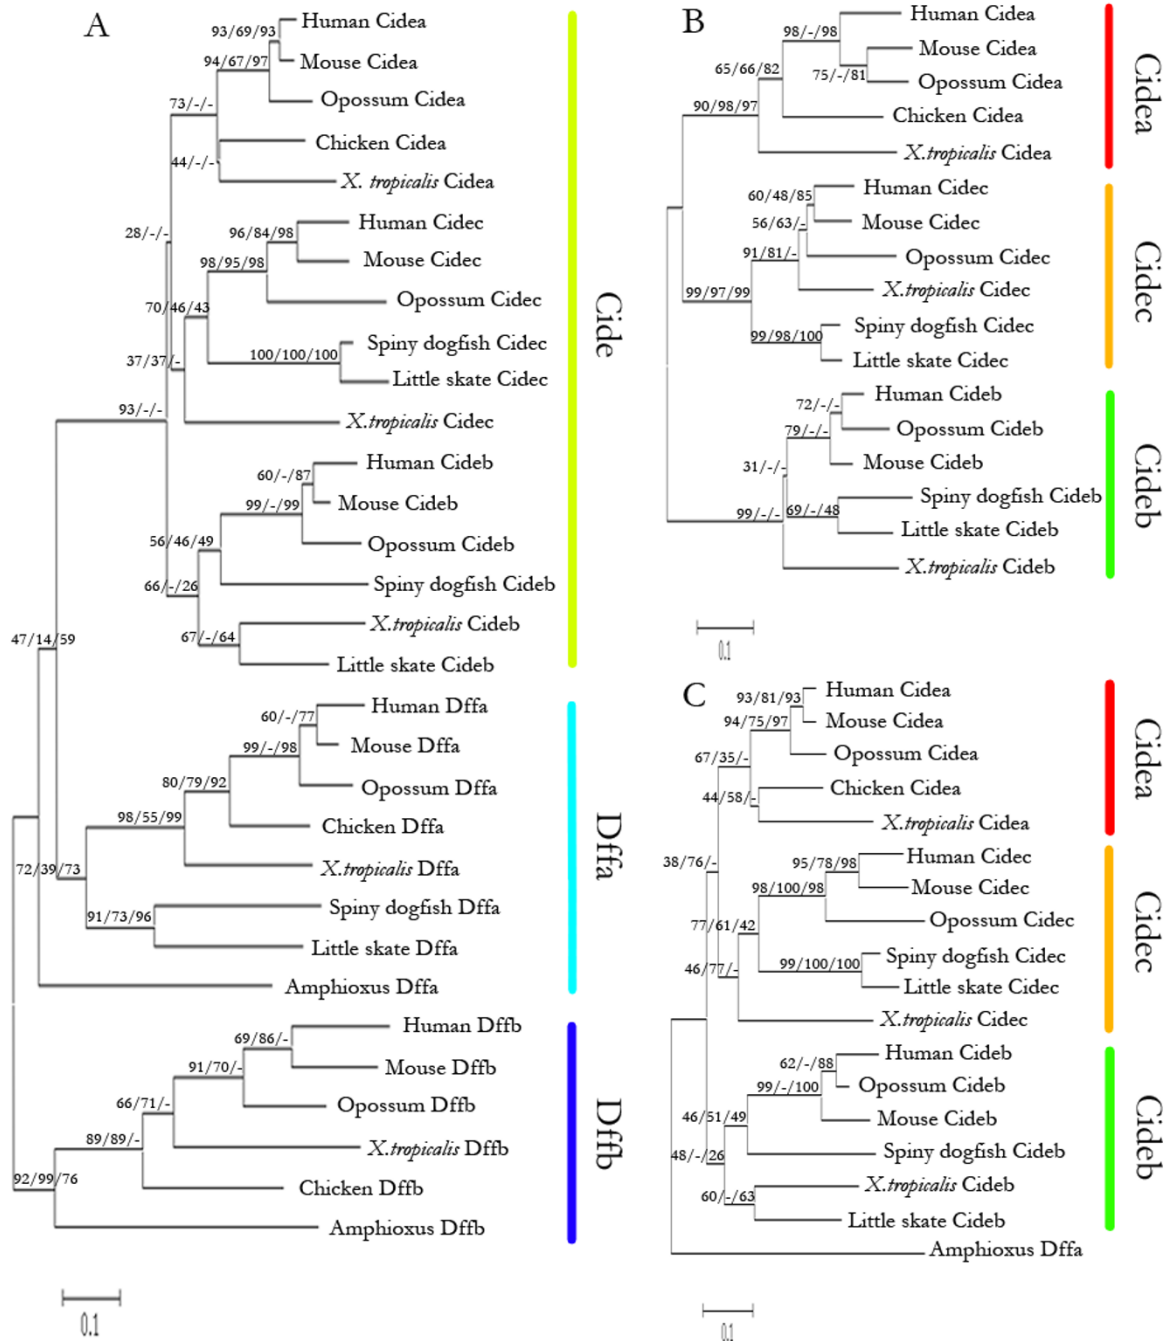 A
93/69/93
Human Cidea
Mouse Cidea
94/67/97
Opossum Cidea
73/-/-
Chicken Cidea
44/-/-
X. tropicalis Cidea
Human Cidec
96/84/98
28/-/-
Mouse Cidec
98/95/98
Opossum Cidec
70/46/43
Spiny dogfish Cidec
100/100/100
37/37/-
Little skate Cidec
93/-/-
X.tropicalis Cidec
Human Cideb
60/-/87
Mouse Cideb
99/-/99
Opossum Cideb
56/46/49
Spiny dogfish Cideb
66/-/26
X.tropicalis Cideb
67/-/64
47/14/59
Little skate Cideb
Cide
Human Dffa
60/-/77
Mouse Dffa
99/-/98
Opossum Dffa
80/79/92
Chicken Dffa
98/55/99
X.tropicalis Dffa
72/39/73
Spiny dogfish Dffa
91/73/96
Little skate Dffa
Amphioxus Dffa
Dffa
Human Dffb
69/86/-
Mouse Dffb
91/70/-
Opossum Dffb
66/71/-
X.tropicalis Dffb
89/89/-
Chicken Dffb
92/99/76
Amphioxus Dffb
Dffb
0.1
B
Human Cidea
98/-/98
Mouse Cidea
65/66/82
75/-/81
Opossum Cidea
90/98/97
Chicken Cidea
X.tropicalis Cidea
Cidea
Human Cidec
60/48/85
Mouse Cidec
56/63/-
Opossum Cidec
91/81/-
X.tropicalis Cidec
99/97/99
Spiny dogfish Cidec
99/98/100
Little skate Cidec
Cidec
Human Cideb
72/-/-
Opossum Cideb
79/-/-
Mouse Cideb
31/-/-
Spiny dogfish Cideb
99/-/-
69/-/48
Little skate Cideb
X.tropicalis Cideb
Cideb
0.1
C
Human Cidea
93/81/93
Mouse Cidea
94/75/97
Opossum Cidea
67/35/-
Chicken Cidea
44/58/-
X.tropicalis Cidea
Cidea
Human Cidec
38/76/-
95/78/98
Mouse Cidec
98/100/98
Opossum Cidec
77/61/42
Spiny dogfish Cidec
99/100/100
46/77/-
Little skate Cidec
X.tropicalis Cidec
Cidec
Human Cideb
62/-/88
Opossum Cideb
99/-/100
Mouse Cideb
46/51/49
Spiny dogfish Cideb
48/-/26
X.tropicalis Cideb
60/-/63
Little skate Cideb
Cideb
Amphioxus Dffa
0.1